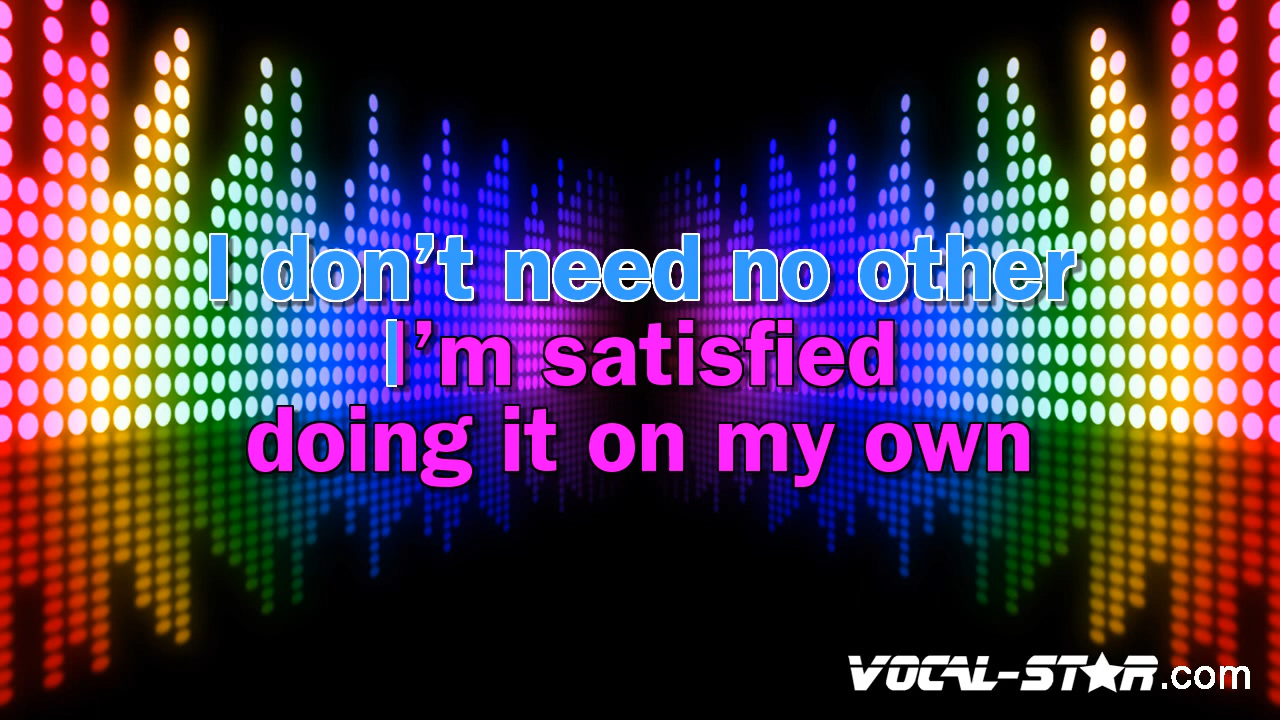 I don’t need no other
I’m satisfied
doing it on my own
VOCAL-STAR.com